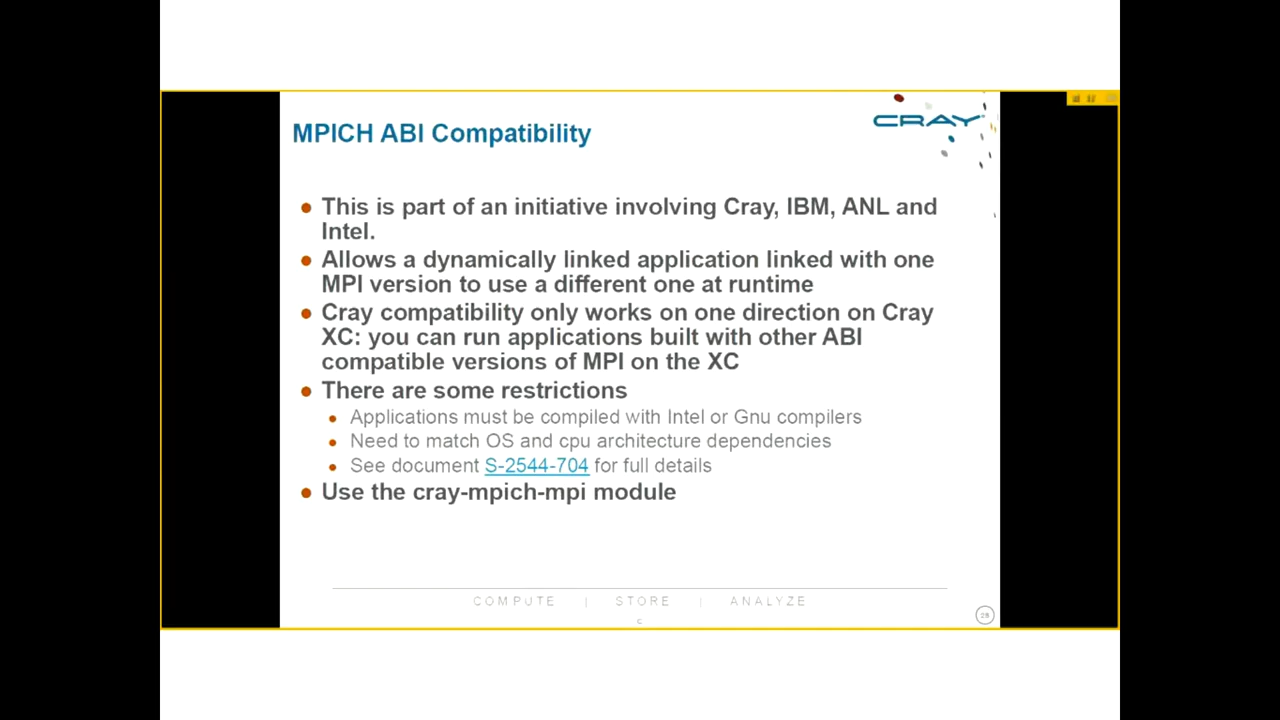 CRAY
MPICH ABI Compatibility
This is part of an initiative involving Cray, IBM, ANL and
Intel.
Allows a dynamically linked application linked with one
MPI version to use a different one at runtime
Cray compatibility only works on one direction on Cray
XC: you can run applications built with other ABI
compatible versions of MPI on the XC
There are some restrictions
Applications must be compiled with Intel or Gnu compilers
Need to match OS and cpu architecture dependencies
See document S-2544-704 for full details
Use the cray-mpich-mpi module
COMPUTE | STORE | ANALYZE
C